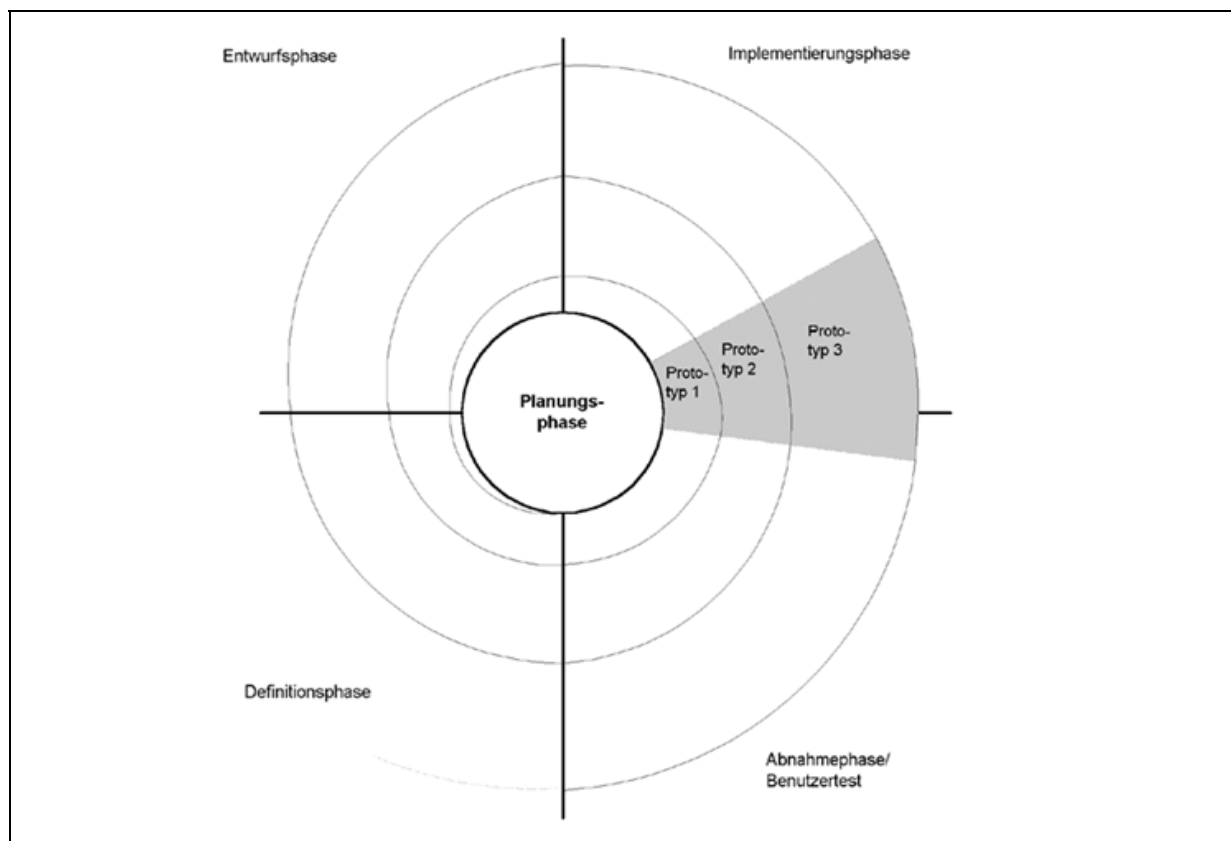 Entwurfsphase
Implementierungsphase
Proto-
typ 1
Proto-
typ 2
Proto-
typ 3
Planungs-
phase
Definitionsphase
Abnahmephase/
Benutzertest